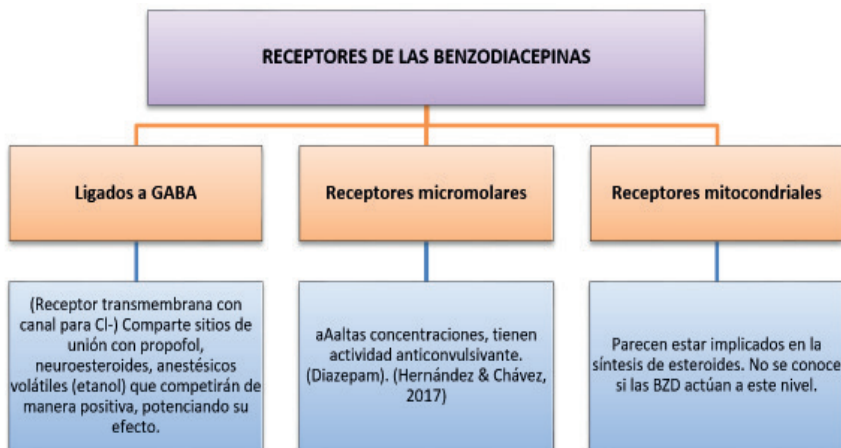 RECEPTORES DE LAS BENZODIACEPINAS
Ligados a GABA
Receptores micromolares
Receptores mitocondriales
(Receptor transmembrana con
canal para Cl-) Comparte sitios de
unión con propofol,
neuroesteroides, anestésicos
volátiles (etanol) que competirán de
manera positiva, potenciando su
efecto.
aAaltas concentraciones, tienen
actividad anticonvulsivante.
(Diazepam). (Hernández & Chávez,
2017)
Parecen estar implicados en la
síntesis de esteroides. No se conoce
si las BZD actúan a este nivel.